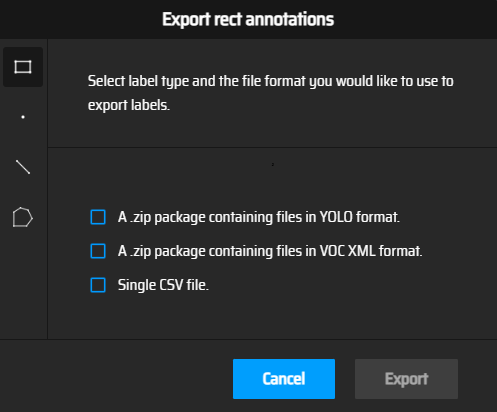 Export rect annotations
Select label type and the file format you would like to use to
export labels.
A .zip package containing files in YOLO format.
A .zip package containing files in VOC XML format.
Single CSV file.
Cancel
Export